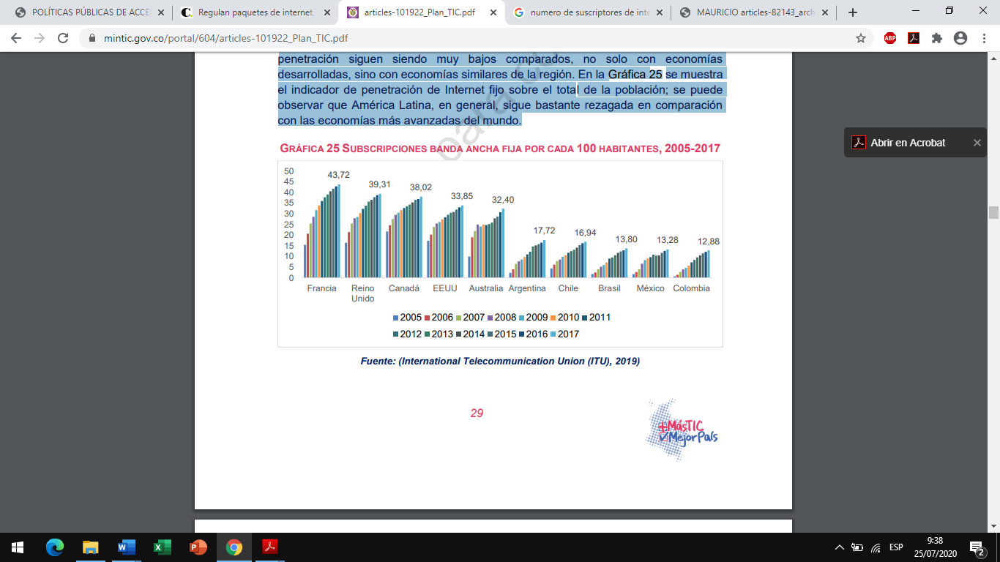 POLÍTICAS PÚBLICAS DE ACCE
Regulan paquetes de internet,
articles-101922_Plan_TIC.pdf
numero de suscriptores de inte
MAURICIO articles-82143_arch
mintic.gov.co/portal/604/articles-101922_Plan_TIC.pdf
ABP
penetración siguen siendo muy bajos comparados, no solo con economías
desarrolladas, sino con economías similares de la región. En la Gráfica 25 se muestra
el indicador de penetración de Internet fijo sobre el total de la población; se puede
observar que América Latina, en general, sigue bastante rezagada en comparación
con las economías más avanzadas del mundo.
para
Abrir en Acrobat
GRÁFICA 25 SUBSCRIPCIONES BANDA ANCHA FIJA POR CADA 100 HABITANTES, 2005-2017
50
45
40
35
30
25
20
15
10
5
0
43,72
39,31
38,02
33,85
32,40
17,72
16,94
13,80
13,28
12,88
Francia
Reino
Unido
Canadá
EEUU
Australia
Argentina
Chile
Brasil
México
Colombia
2005 2006 2007 2008 2009 2010 2011
2012 2013 2014 2015 2016 2017
Fuente: (International Telecommunication Union (ITU), 2019)
29
+MásTIC
MejorPaís
ESP
9:38
25/07/2020
2